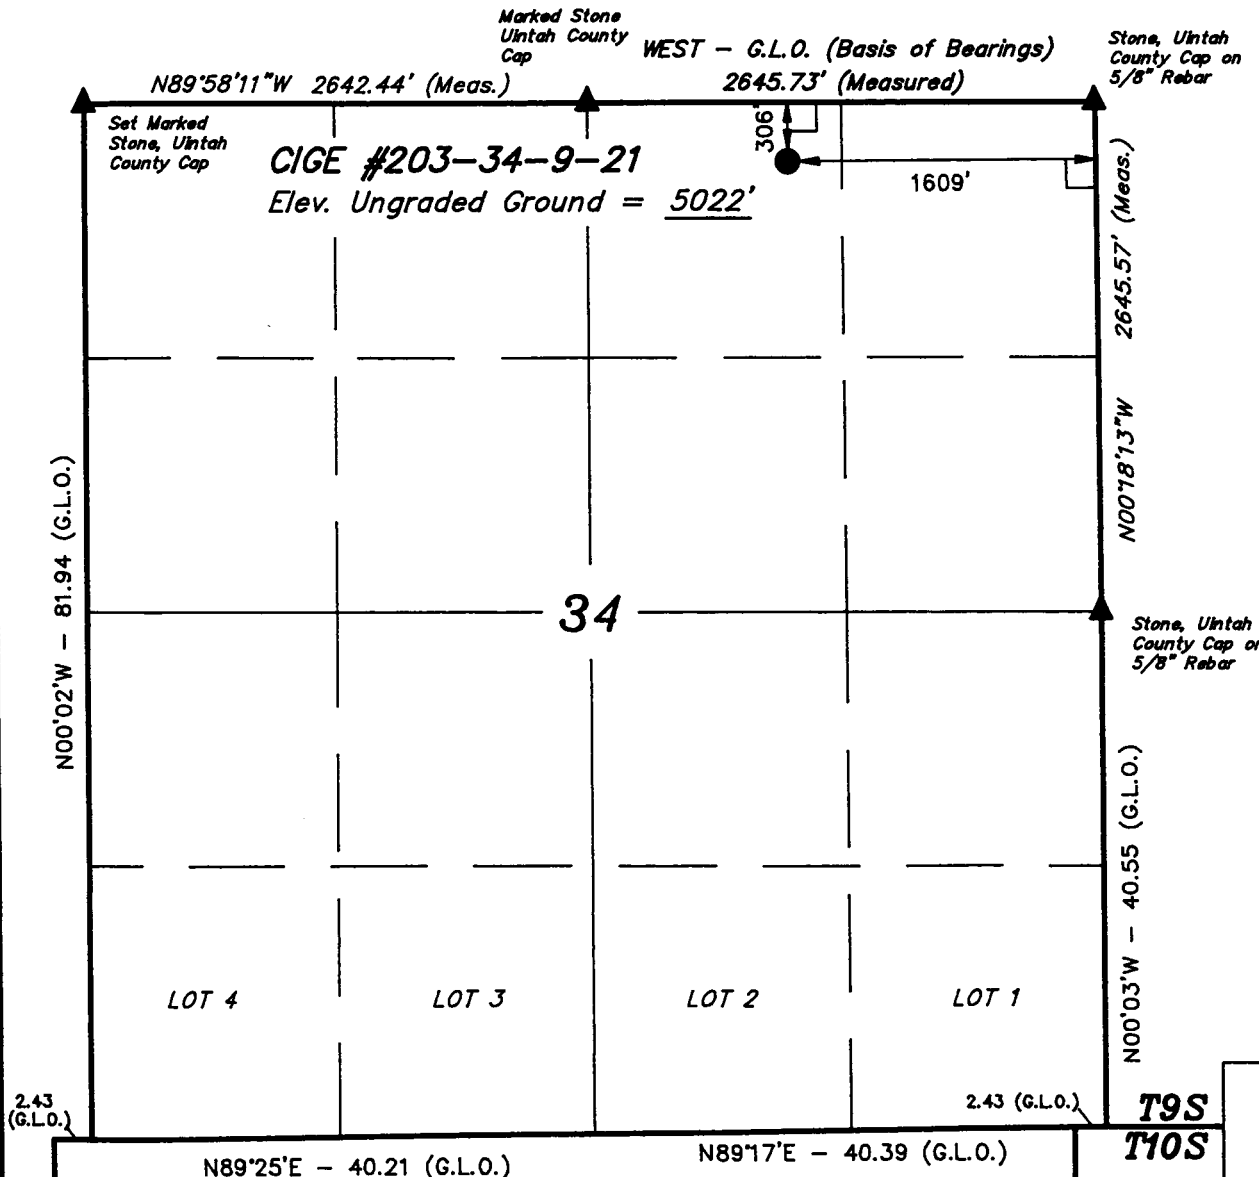 Marked Stone
Uintah County
Cap
WEST - G.L.O. (Basis of Bearings)
2645.73' (Measured)
Stone, Uintah
County Cap on
5/8" Rebar
N89°58'11"W 2642.44' (Meas.)
Set Marked
Stone, Uintah
County Cap
CIGE #203-34-9-21
Elev. Ungraded Ground = 5022'
306'
1609'
2645.57' (Meas.)
N00°18'13"W
N00°02'W - 81.94 (G.L.O.)
34
Stone, Uintah
County Cap on
5/8" Rebar
N00°03'W - 40.55 (G.L.O.)
LOT 4
LOT 3
LOT 2
LOT 1
2.43
(G.L.O.)
2.43 (G.L.O.)
T9S
T10S
N89°25'E - 40.21 (G.L.O.)
N89°17'E - 40.39 (G.L.O.)